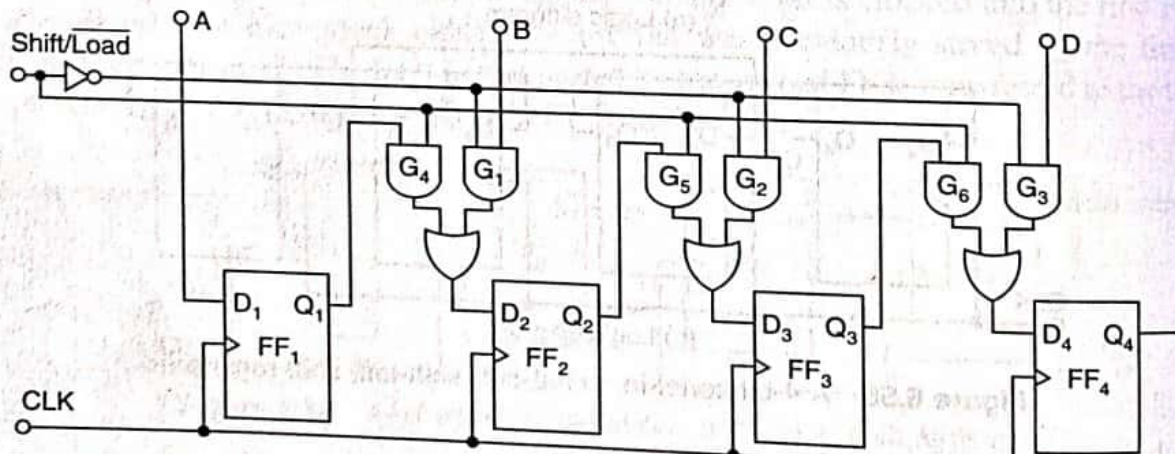 A
B
C
D
Shift/Load
G4
G1
G5
G2
G6
G3
D1 Q1
FF1
D2 Q2
FF2
D3 Q3
FF3
D4 Q4
FF4
CLK